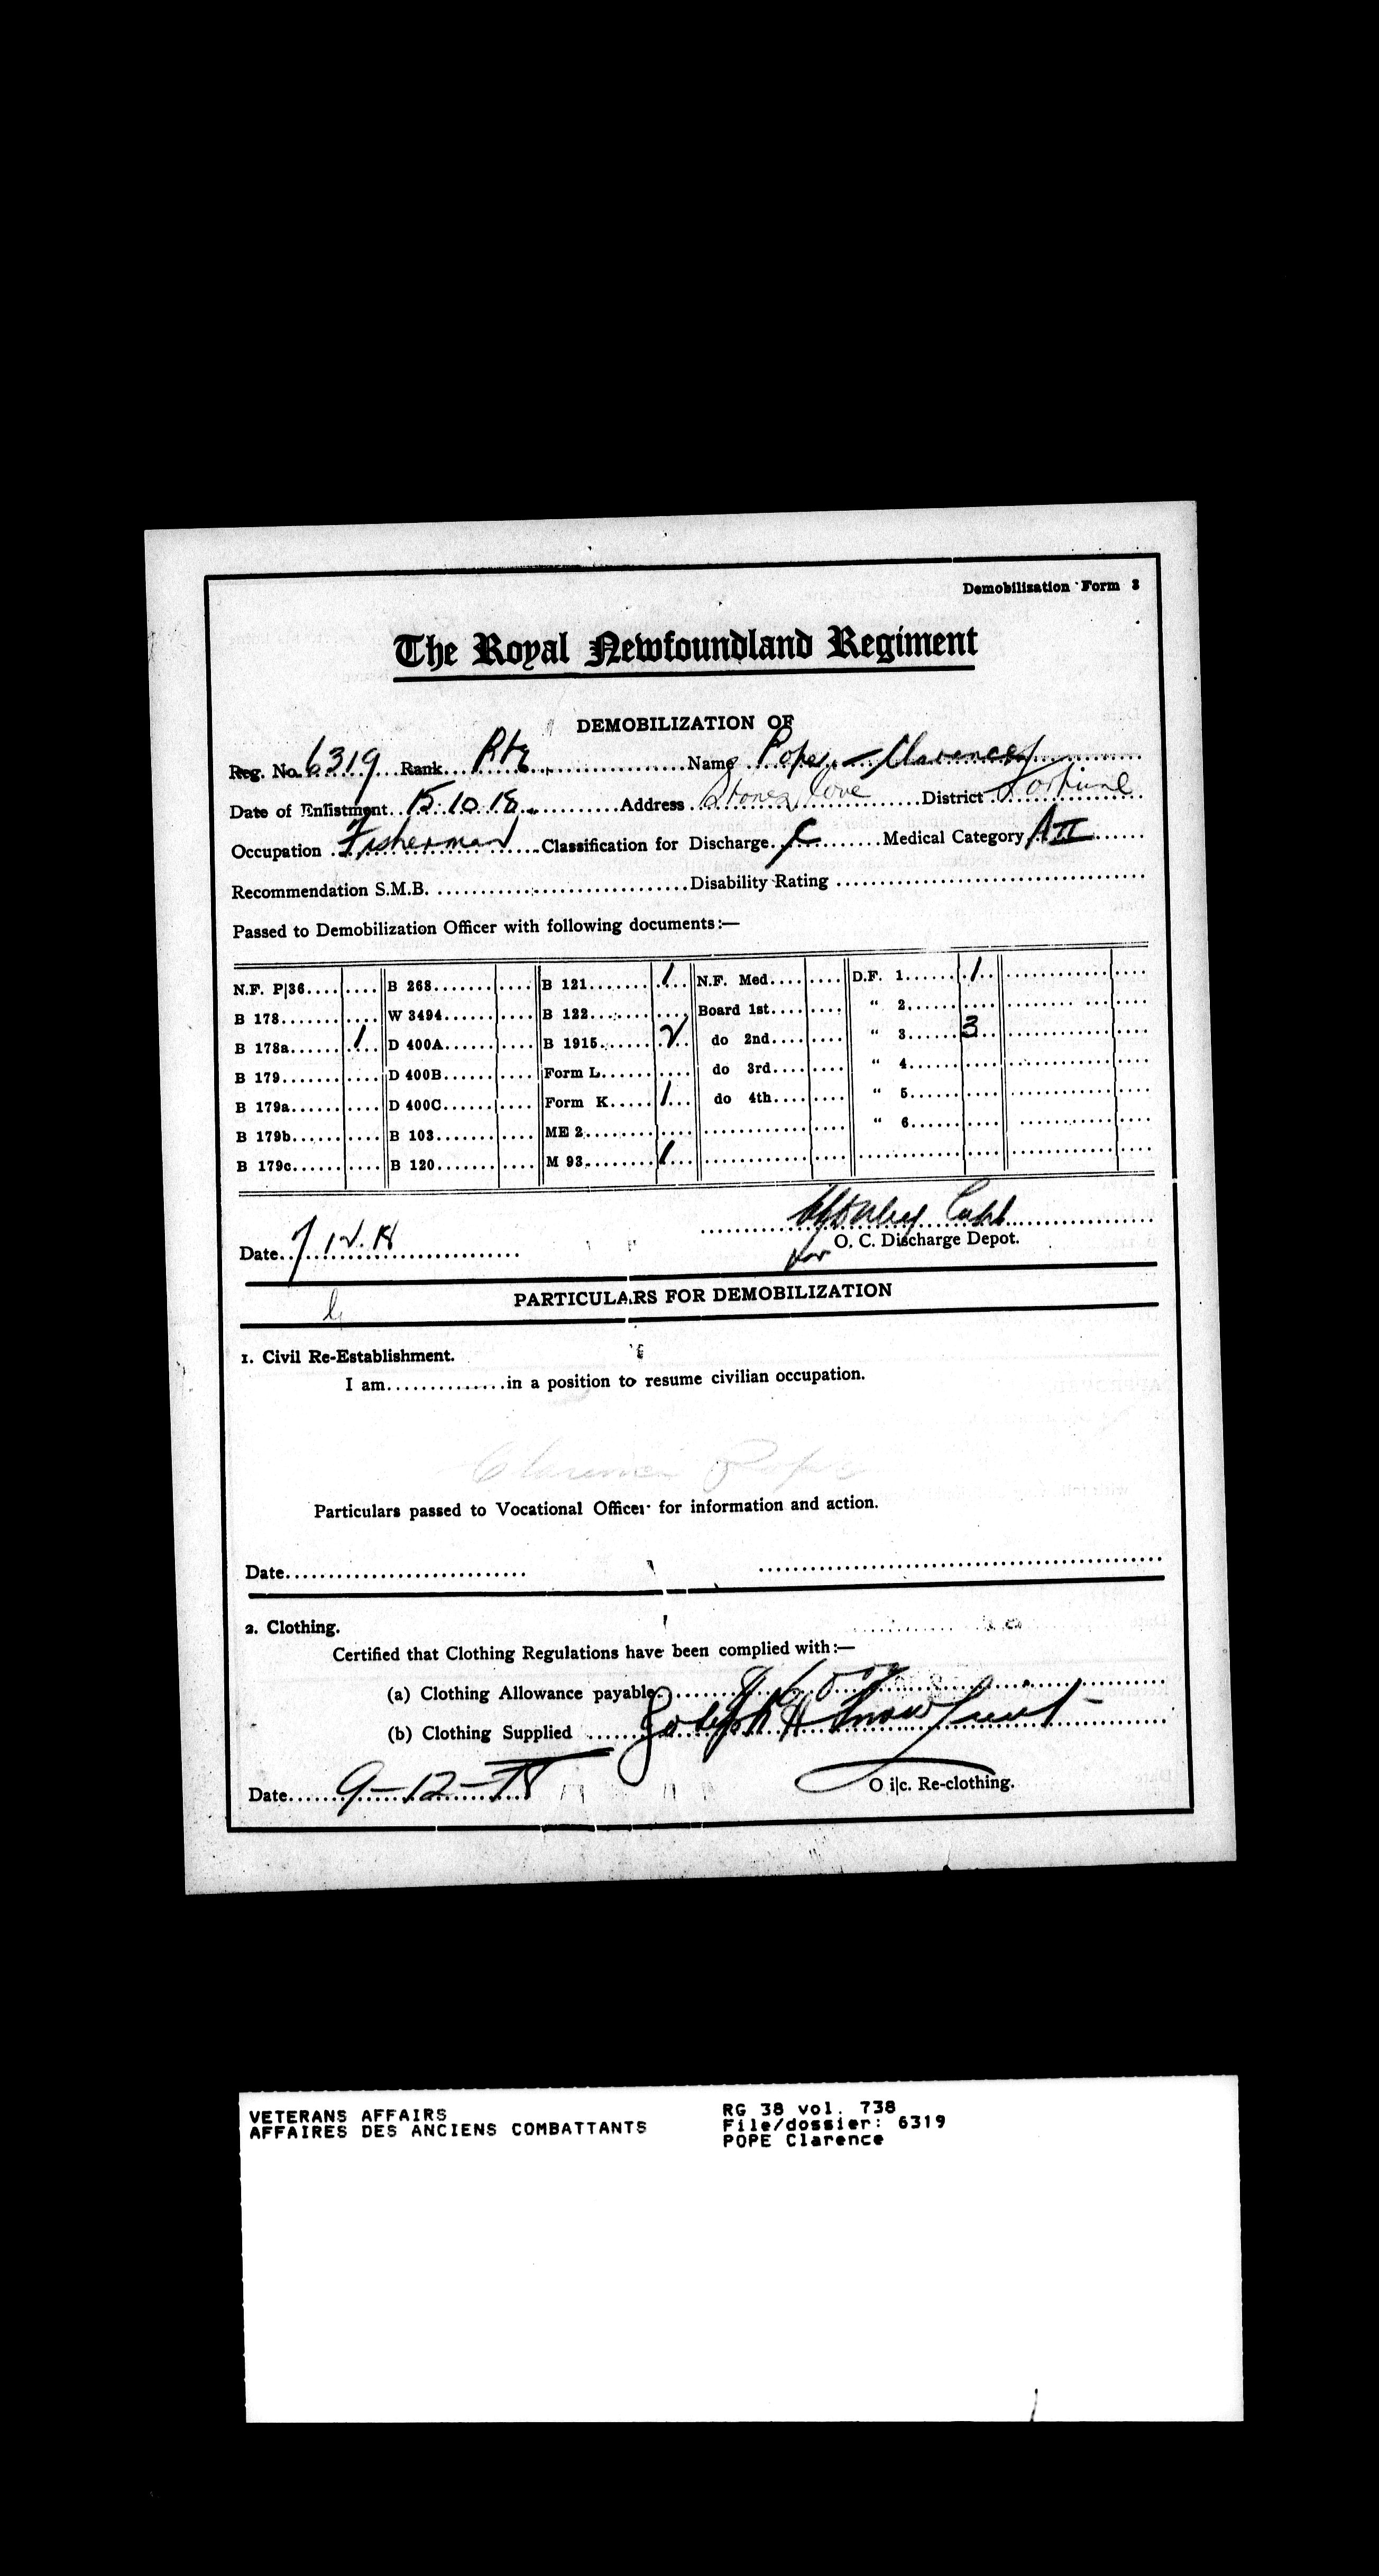 Demobilization Form 3
The Royal Newfoundland Regiment
DEMOBILIZATION OF
Reg. No. 6319 Rank Pte. Name Pope, Clarence
Date of Enlistment 15.10.18. Address Stones Cove District Fortune
Occupation Fisherman Classification for Discharge C Medical Category A II
Recommendation S.M.B. Disability Rating
Passed to Demobilization Officer with following documents:—
N.F. P|36 B 268 B 121 1 N.F. Med. D.F. 1 1
B 178 W 3494 B 122 Board 1st " 2
B 178a 1 D 400A B 1915 2 do 2nd " 3 3
B 179 D 400B Form L do 3rd " 4
B 179a D 400C Form K 1 do 4th " 5
B 179b B 103 ME 2 " 6
B 179c B 120 M 93 1
Date 7.12.18
for O. C. Discharge Depot.
PARTICULARS FOR DEMOBILIZATION
1. Civil Re-Establishment.
I am in a position to resume civilian occupation.
Clarence Pope
Particulars passed to Vocational Officer for information and action.
Date
2. Clothing.
Certified that Clothing Regulations have been complied with:—
(a) Clothing Allowance payable
(b) Clothing Supplied Joseph H Snow Lieut
Date 9-12-18 O i|c. Re-clothing.
VETERANS AFFAIRS RG 38 vol. 738
AFFAIRES DES ANCIENS COMBATTANTS File/dossier: 6319
POPE Clarence